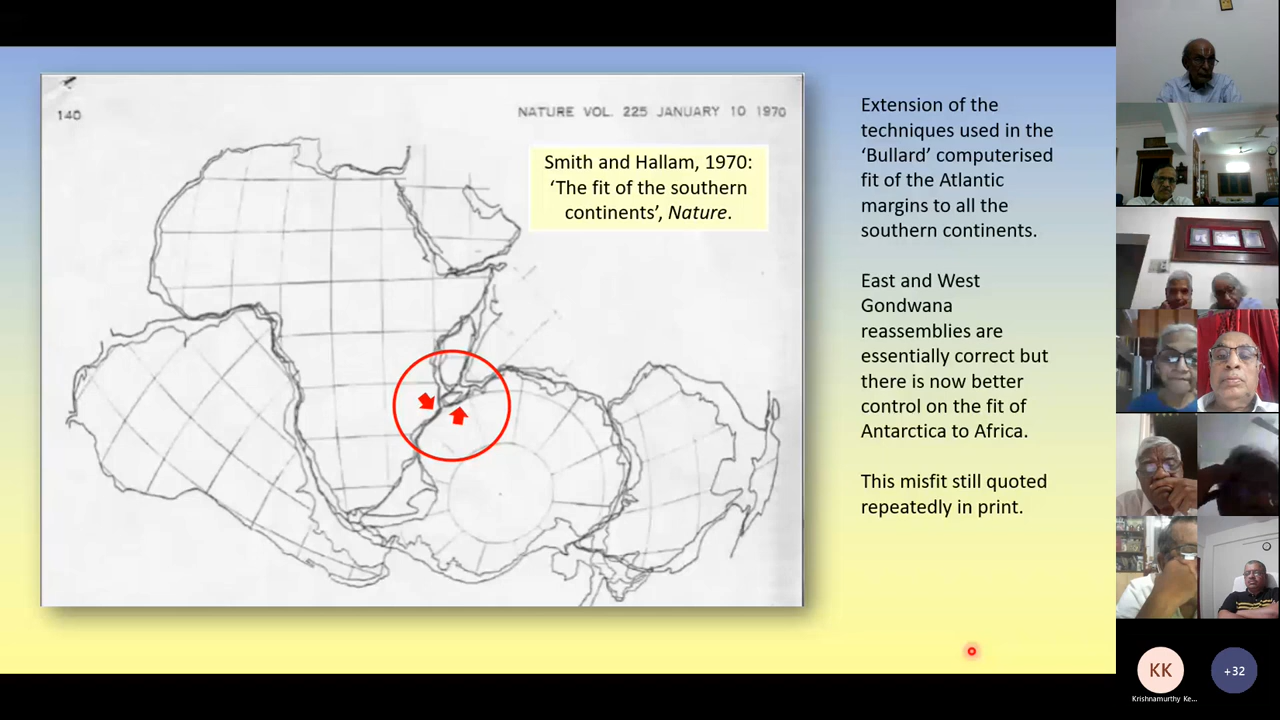 140
NATURE VOL. 225 JANUARY 10 1970
Smith and Hallam, 1970:
‘The fit of the southern
continents’, Nature.
Extension of the
techniques used in the
‘Bullard’ computerised
fit of the Atlantic
margins to all the
southern continents.
East and West
Gondwana
reassemblies are
essentially correct but
there is now better
control on the fit of
Antarctica to Africa.
This misfit still quoted
repeatedly in print.
KK
+32
Krishnamurthy Ke...